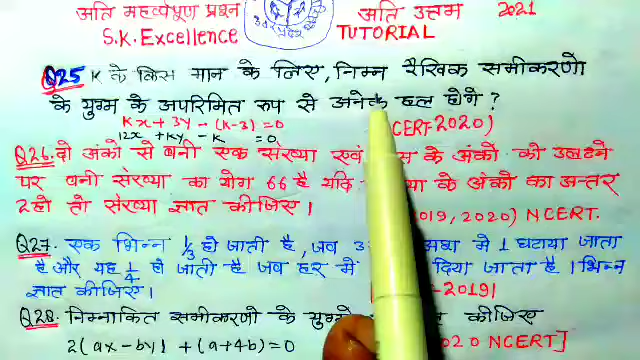 अति महत्वपूर्ण प्रश्न अति उत्तम 2021
S.K. Excellence TUTORIAL
Q25 K के किस मान के लिए, निम्न रैखिक समीकरणो
के युग्म के अपरिमित रुप से अनेक हल होगे ?
Kx + 3y - (K-3) = 0 CERT-2020)
12x + Ky - K = 0
Q26. दो अंको से बनी एक संख्या एवं के अंको को उलटने
पर बनी संख्या का योग 66 है यदि के अंको का अन्तर
2 हो तो संख्या ज्ञात कीजिए। 2019, 2020) NCERT.
Q27. एक भिन्न 1/3 हो जाती है, जब 1 घटाया जाता
है और यह 1/4 हो जाती है जब हर मे दिया जाता है। भिन्न
ज्ञात कीजिए। -2019]
Q28. निम्नाकित समीकरणो के युग्मो कीजिए
2(ax - by) + (a+4b) = 0 2020 NCERT]